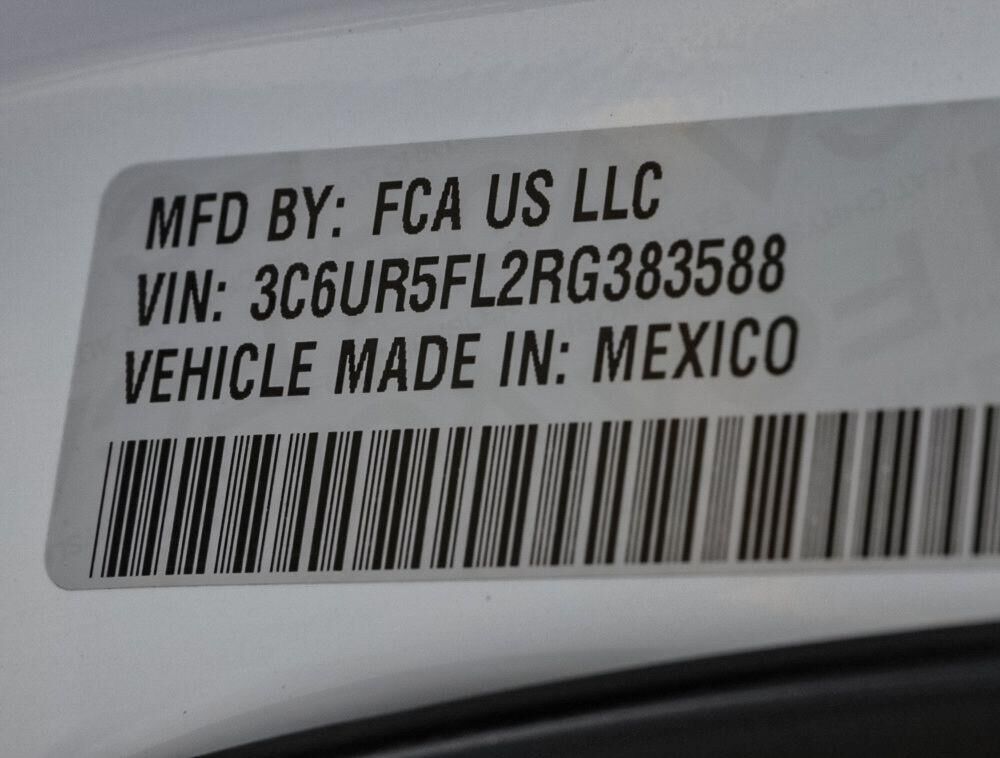 MFD BY: FCA US LLC
VIN: 3C6UR5FL2RG383588
VEHICLE MADE IN: MEXICO